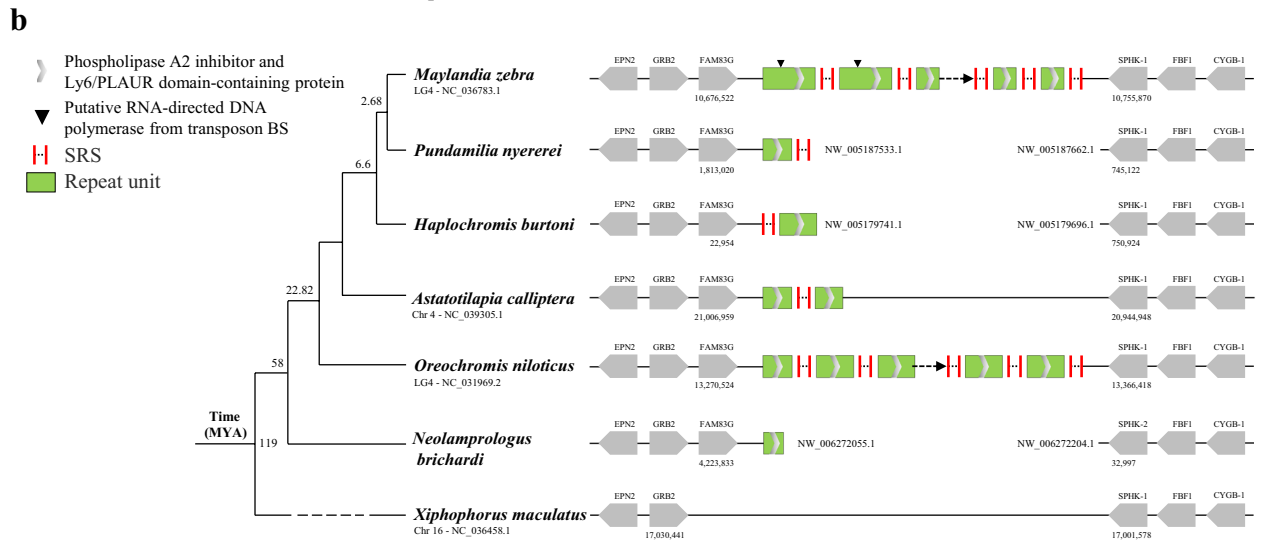 b
Phospholipase A2 inhibitor and
Ly6/PLAUR domain-containing protein
Putative RNA-directed DNA
polymerase from transposon BS
SRS
Repeat unit
Time
(MYA)
119
58
22.82
6.6
2.68
Maylandia zebra
LG4 - NC_036783.1
EPN2 GRB2 FAM83G SPHK-1 FBF1 CYGB-1
10,676,522 10,755,870
Pundamilia nyererei
EPN2 GRB2 FAM83G SPHK-1 FBF1 CYGB-1
NW_005187533.1 NW_005187662.1
1,813,020 745,122
Haplochromis burtoni
EPN2 GRB2 FAM83G SPHK-1 FBF1 CYGB-1
NW_005179741.1 NW_005179696.1
22,954 750,924
Astatotilapia calliptera
Chr 4 - NC_039305.1
EPN2 GRB2 FAM83G SPHK-1 FBF1 CYGB-1
21,006,959 20,944,948
Oreochromis niloticus
LG4 - NC_031969.2
EPN2 GRB2 FAM83G SPHK-1 FBF1 CYGB-1
13,270,524 13,366,418
Neolamprologus
brichardi
EPN2 GRB2 FAM83G SPHK-2 FBF1 CYGB-1
NW_006272055.1 NW_006272204.1
4,223,833 32,997
Xiphophorus maculatus
Chr 16 - NC_036458.1
EPN2 GRB2 SPHK-1 FBF1 CYGB-1
17,030,441 17,001,578